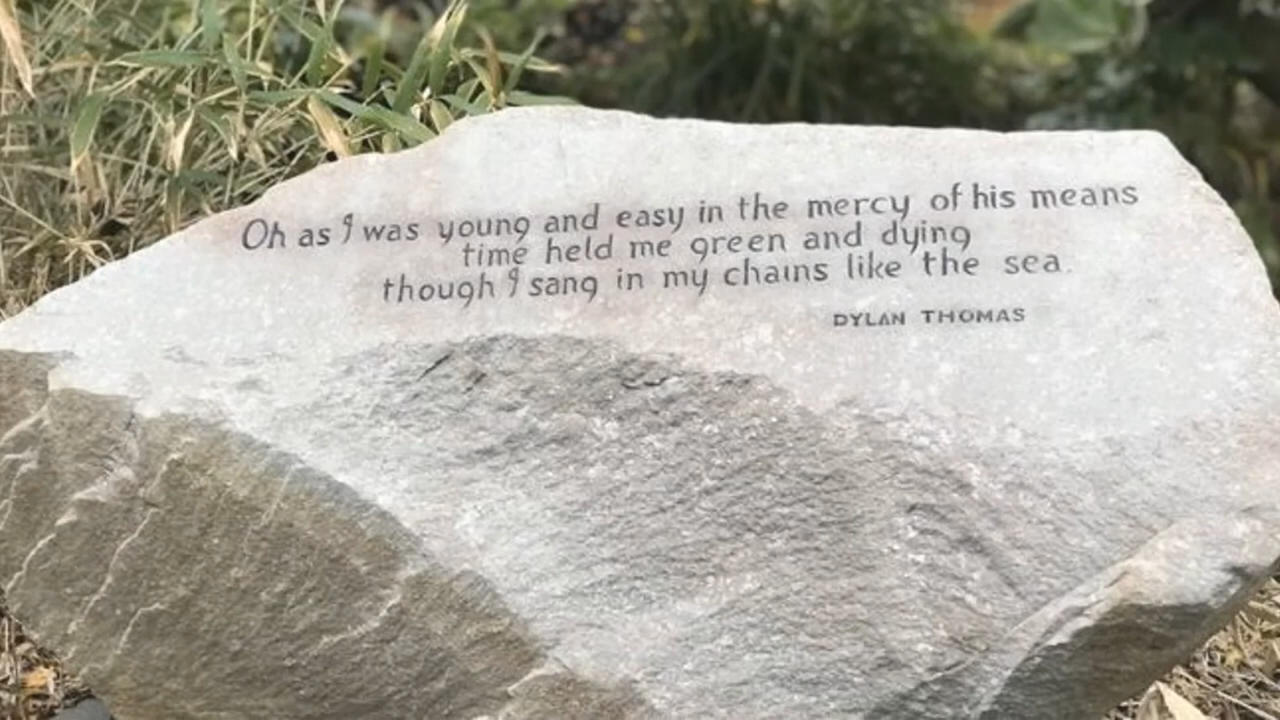 Oh as I was young and easy in the mercy of his means
time held me green and dying
though I sang in my chains like the sea.
DYLAN THOMAS